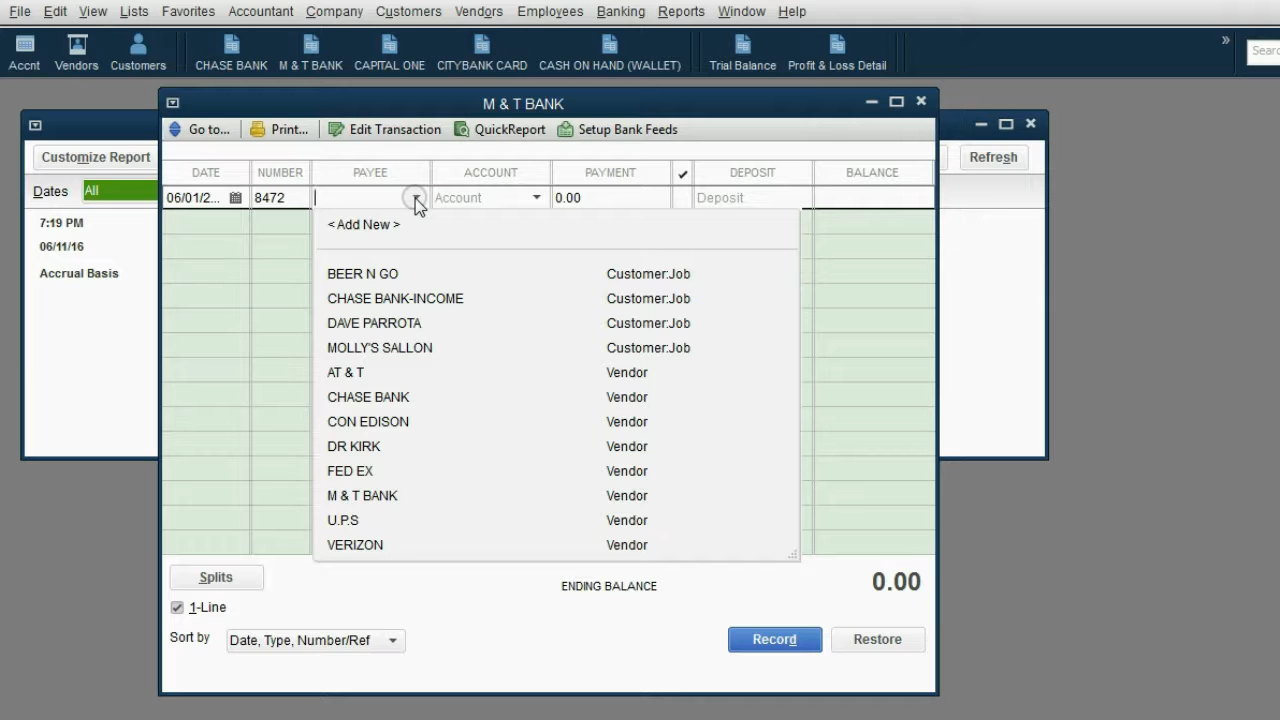 File Edit View Lists Favorites Accountant Company Customers Vendors Employees Banking Reports Window Help
Accnt Vendors Customers CHASE BANK M & T BANK CAPITAL ONE CITYBANK CARD CASH ON HAND (WALLET) Trial Balance Profit & Loss Detail » Searc
M & T BANK
Go to... Print... Edit Transaction QuickReport Setup Bank Feeds
Customize Report Refresh
DATE NUMBER PAYEE ACCOUNT PAYMENT ✓ DEPOSIT BALANCE
Dates All
06/01/2... 8472 Account 0.00 Deposit
7:19 PM
06/11/16
Accrual Basis
< Add New >
BEER N GO Customer:Job
CHASE BANK-INCOME Customer:Job
DAVE PARROTA Customer:Job
MOLLY'S SALLON Customer:Job
AT & T Vendor
CHASE BANK Vendor
CON EDISON Vendor
DR KIRK Vendor
FED EX Vendor
M & T BANK Vendor
U.P.S Vendor
VERIZON Vendor
Splits ENDING BALANCE 0.00
1-Line
Sort by Date, Type, Number/Ref Record Restore